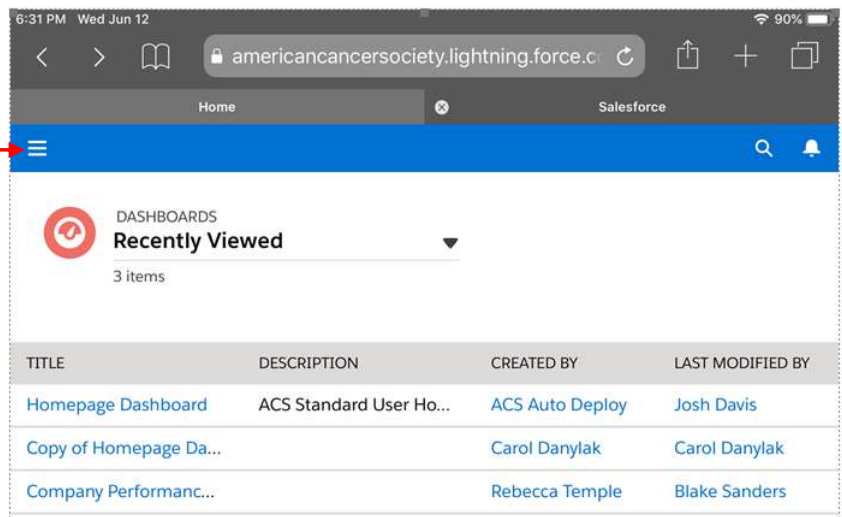 6:31 PM Wed Jun 12 90%
americancancersociety.lightning.force.c
Home Salesforce
DASHBOARDS
Recently Viewed
3 items
TITLE DESCRIPTION CREATED BY LAST MODIFIED BY
Homepage Dashboard ACS Standard User Ho... ACS Auto Deploy Josh Davis
Copy of Homepage Da... Carol Danylak Carol Danylak
Company Performanc... Rebecca Temple Blake Sanders